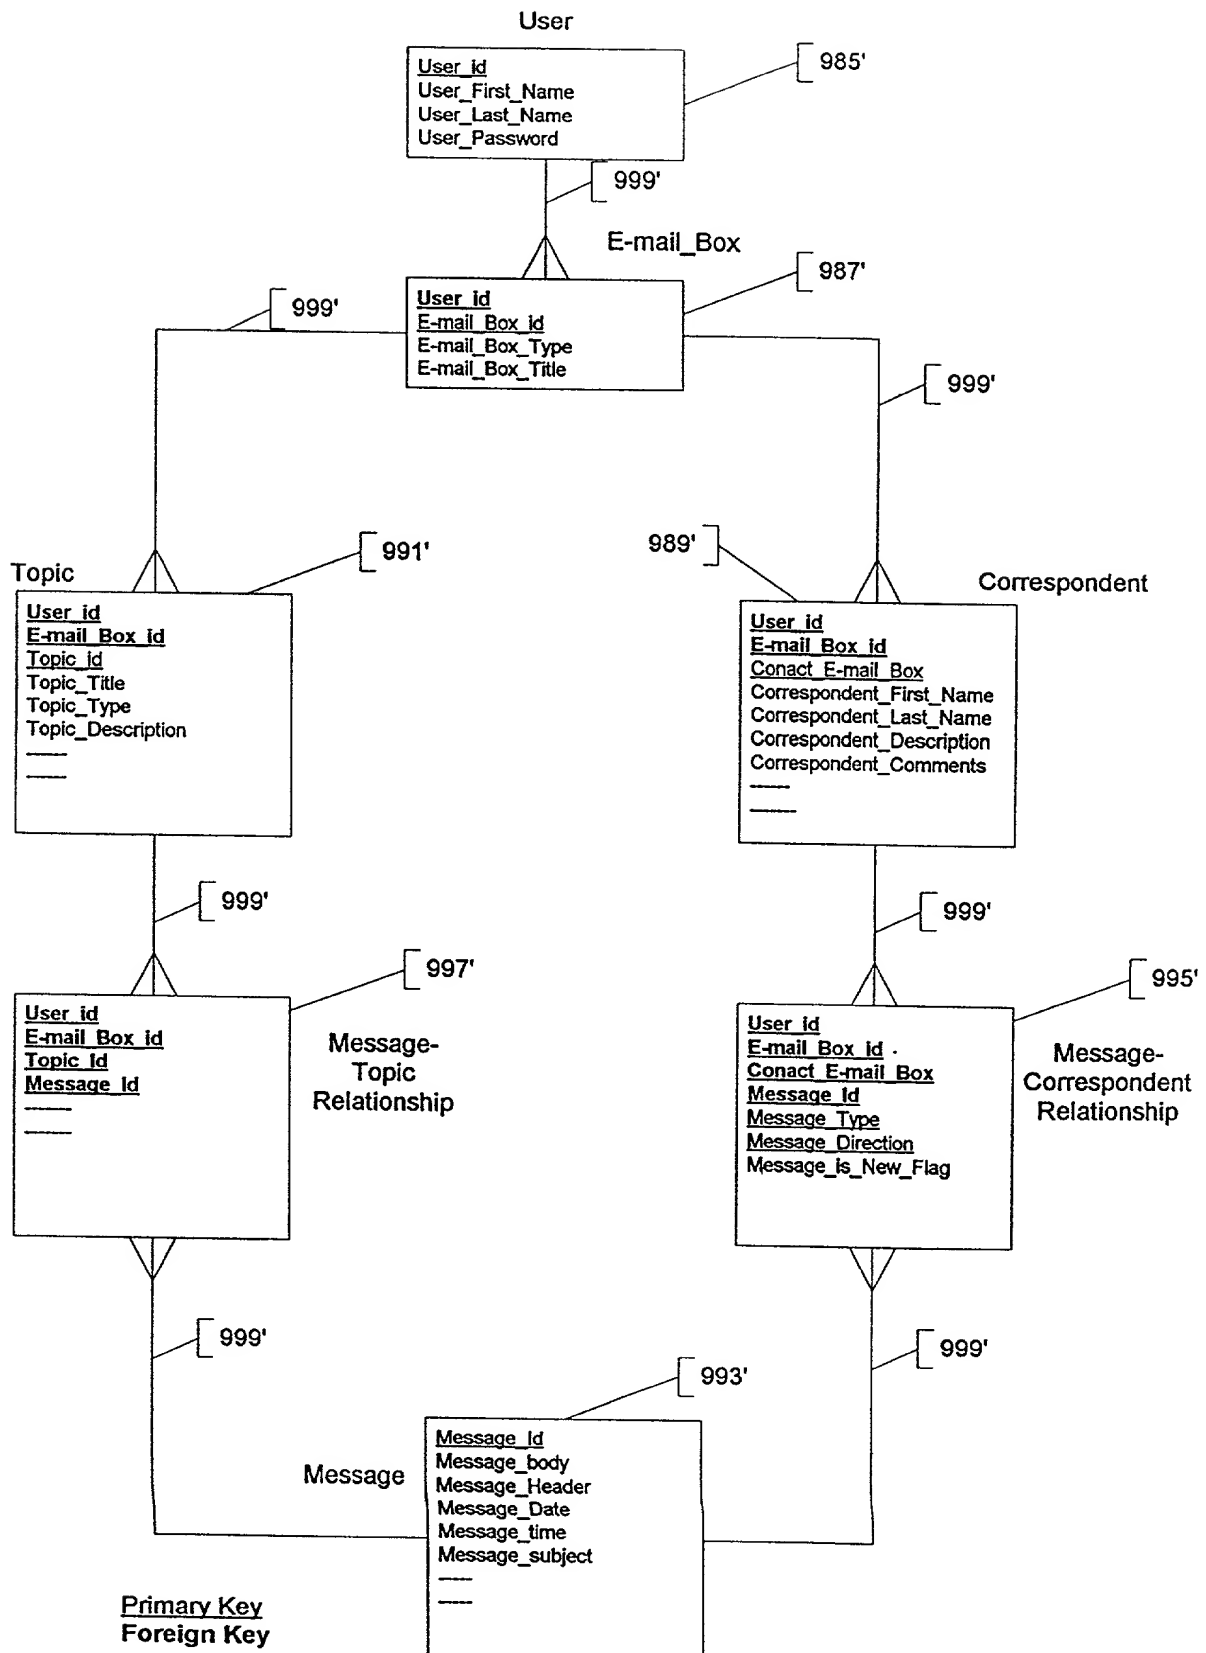 User
985'
User_id
User_First_Name
User_Last_Name
User_Password
999'
E-mail_Box
987'
999'
User_id
E-mail_Box_id
E-mail_Box_Type
E-mail_Box_Title
999'
991'
989'
Topic
Correspondent
User_id
E-mail_Box_id
Topic_id
Topic_Title
Topic_Type
Topic_Description
User_id
E-mail_Box_id
Conact_E-mail_Box
Correspondent_First_Name
Correspondent_Last_Name
Correspondent_Description
Correspondent_Comments
999'
999'
997'
995'
User_id
E-mail_Box_id
Topic_Id
Message_Id
Message-
Topic
Relationship
User_id
E-mail_Box_id
Conact_E-mail_Box
Message_Id
Message_Type
Message_Direction
Message_is_New_Flag
Message-
Correspondent
Relationship
999'
999'
993'
Message
Message_Id
Message_body
Message_Header
Message_Date
Message_time
Message_subject
Primary Key
Foreign Key